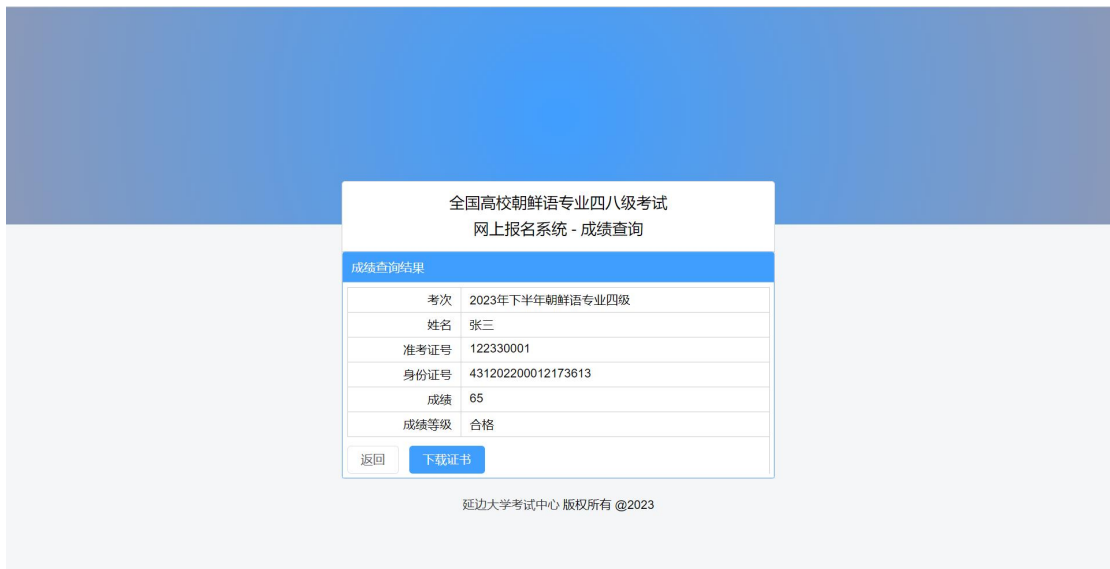 全国高校朝鲜语专业四八级考试
网上报名系统 - 成绩查询
成绩查询结果
考次 2023年下半年朝鲜语专业四级
姓名 张三
准考证号 122330001
身份证号 431202200012173613
成绩 65
成绩等级 合格
返回 下载证书
延边大学考试中心 版权所有 @2023